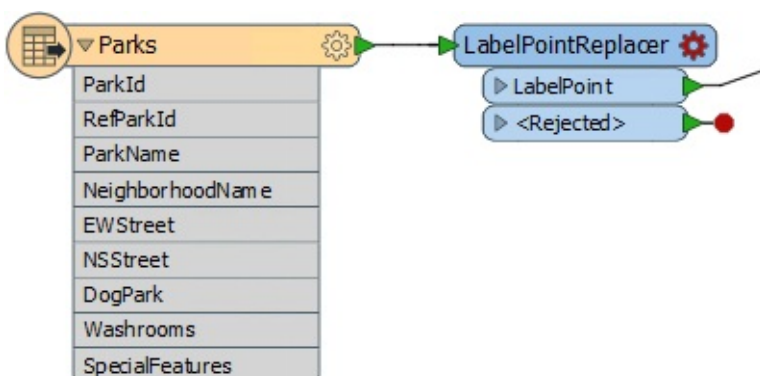 Parks
LabelPointReplacer
ParkId
LabelPoint
RefParkId
<Rejected>
ParkName
NeighborhoodName
EWStreet
NSStreet
DogPark
Washrooms
SpecialFeatures